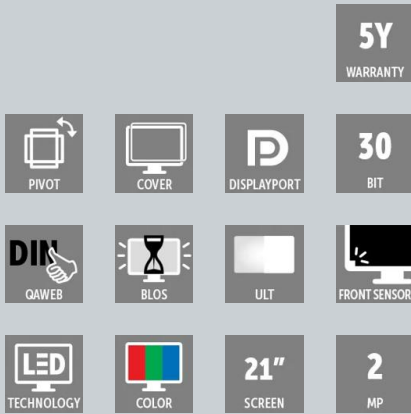 5Y
WARRANTY
PIVOT
COVER
DISPLAYPORT
30
BIT
DIN
QAWEB
BLOS
ULT
FRONT SENSOR
LED
TECHNOLOGY
COLOR
21"
SCREEN
2
MP